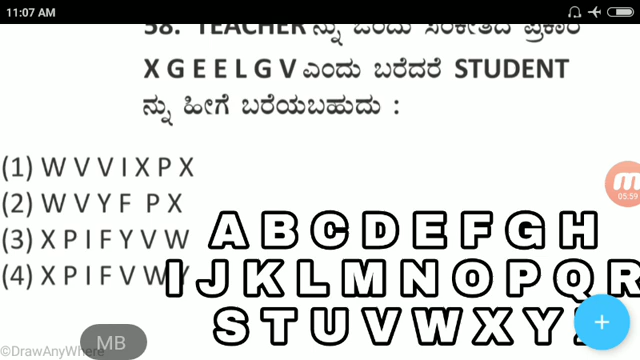 11:07 AM
58. TEACHER ನ್ನು ಒಂದು ಸಂಕೇತದ ಪ್ರಕಾರ
X G E E L G V ಎಂದು ಬರೆದರೆ STUDENT
ನ್ನು ಹೀಗೆ ಬರೆಯಬಹುದು :
(1) W V V I X P X
(2) W V Y F P X
(3) X P I F Y V W
(4) X P I F V W Y
A B C D E F G H
I J K L M N O P Q R
S T U V W X Y
05:59
©DrawAnyWhere
MB